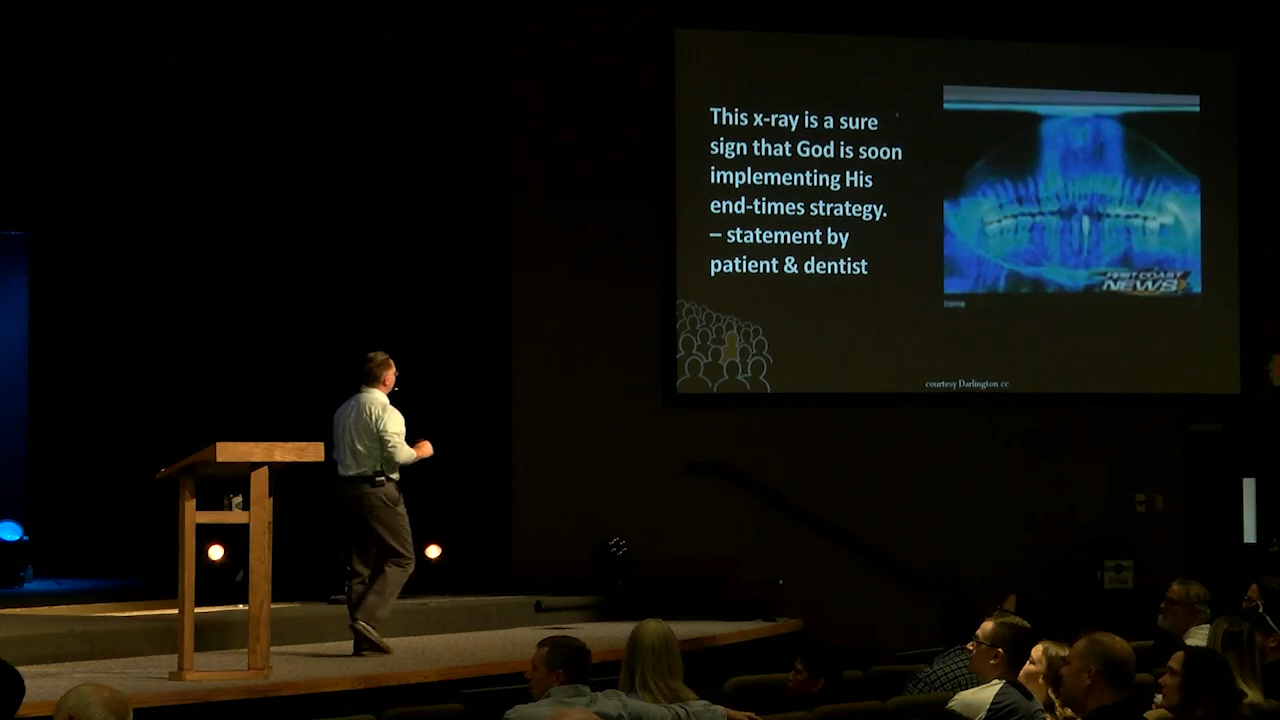 This x-ray is a sure
sign that God is soon
implementing His
end-times strategy.
– statement by
patient & dentist
FIRST COAST
NEWS
courtesy Darlington cc